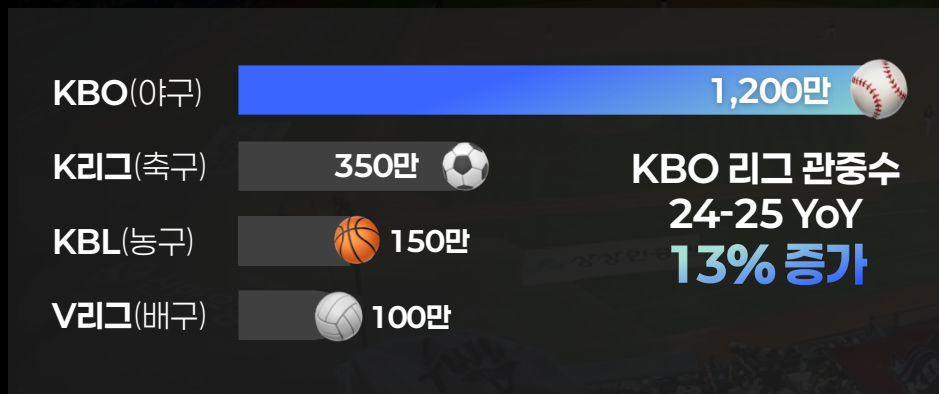 KBO(야구) 1,200만
K리그(축구) 350만
KBL(농구) 150만
V리그(배구) 100만
KBO 리그 관중수
24-25 YoY
13% 증가